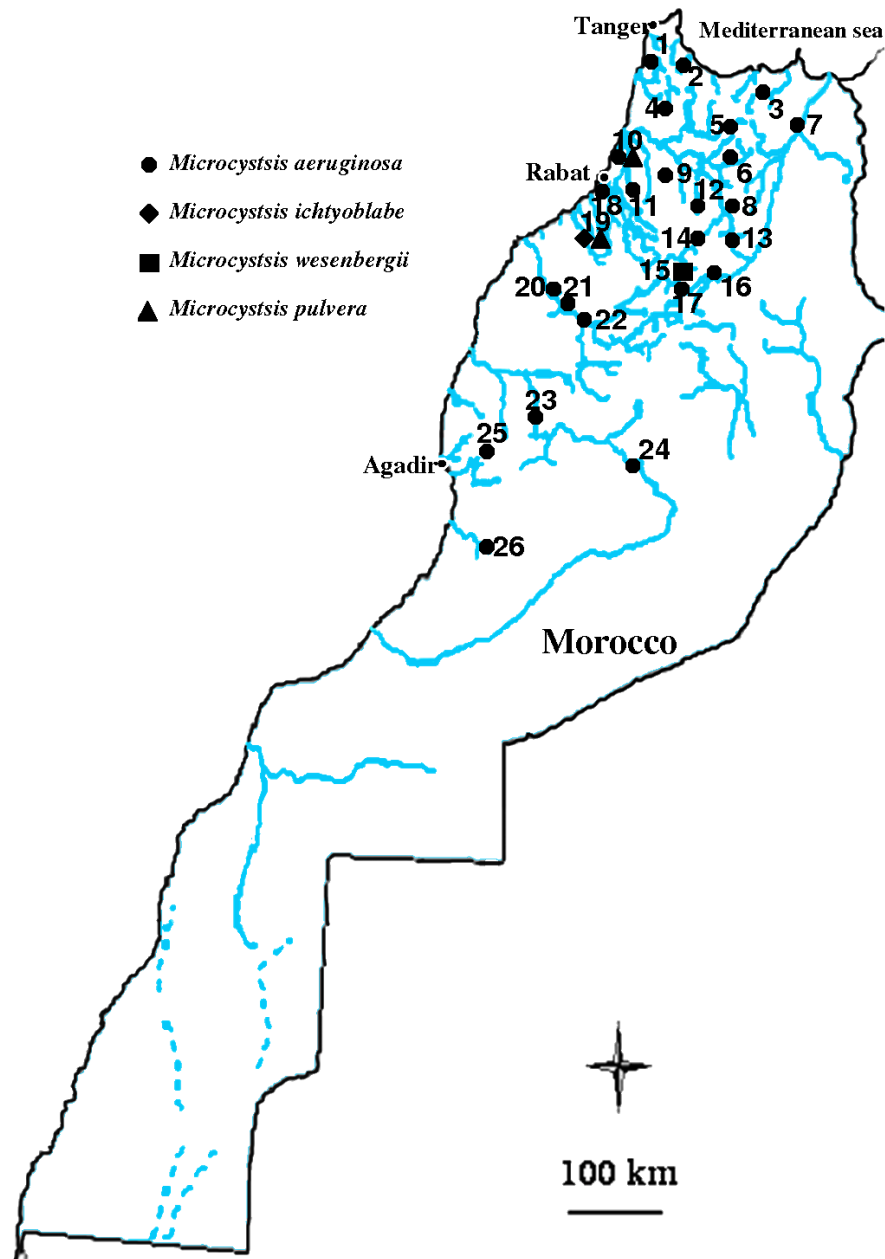 Tanger
Mediterranean sea
1
2
3
4
5
7
Microcystsis aeruginosa
10
6
Rabat
9
18
11
12
8
Microcystsis ichtyoblabe
19
14
13
Microcystsis wesenbergii
15
16
20
21
17
Microcystsis pulvera
22
23
25
24
Agadir
26
Morocco
100 km